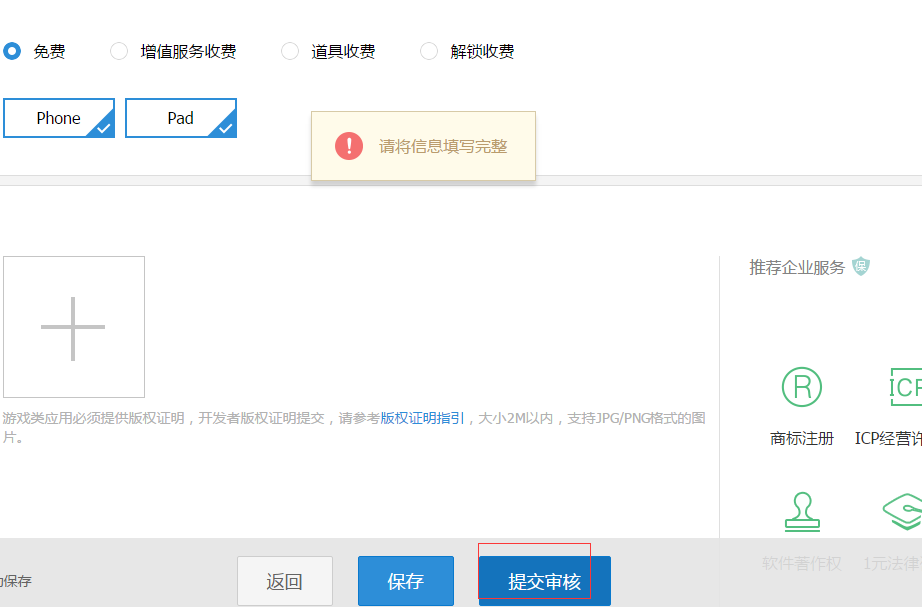 免费
增值服务收费
道具收费
解锁收费
Phone
Pad
请将信息填写完整
推荐企业服务 保
游戏类应用必须提供版权证明，开发者版权证明提交，请参考版权证明指引，大小2M以内，支持JPG/PNG格式的图
片。
R
ICP
商标注册
ICP经营许
软件著作权
1元法律
保存
返回
保存
提交审核